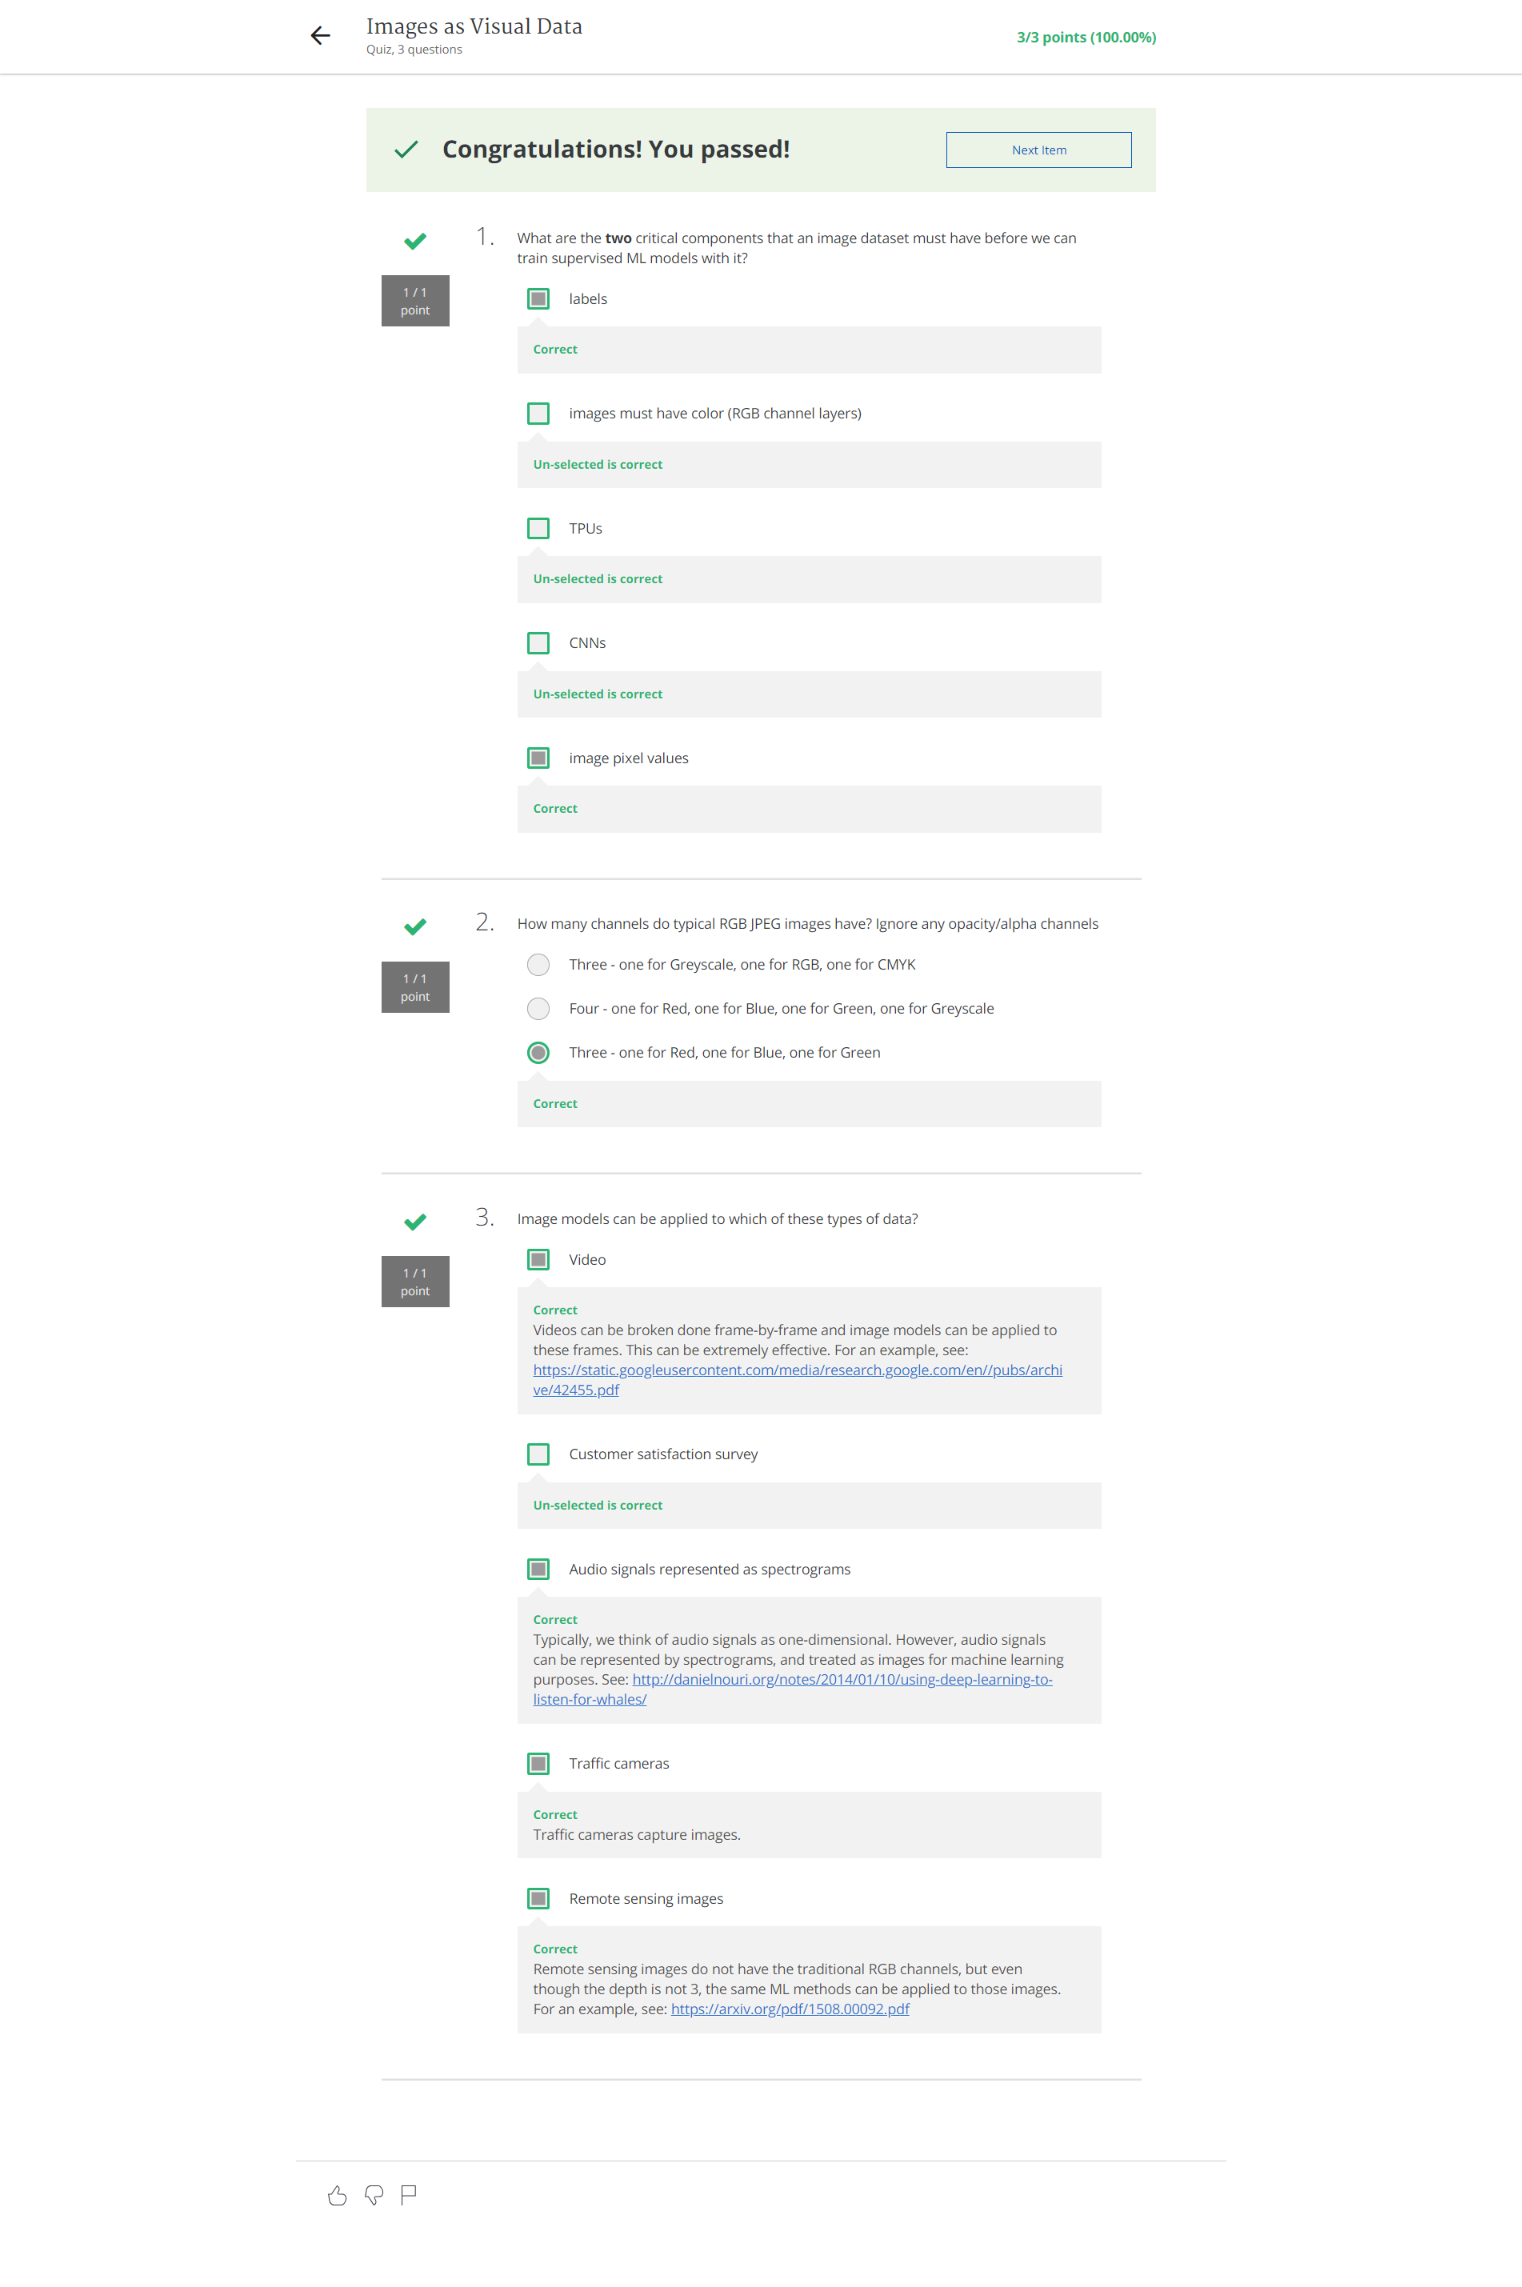 Images as Visual Data
Quiz, 3 questions
3/3 points (100.00%)
Congratulations! You passed!
Next Item
1 / 1
point
1.
What are the two critical components that an image dataset must have before we can
train supervised ML models with it?
labels
Correct
images must have color (RGB channel layers)
Un-selected is correct
TPUs
Un-selected is correct
CNNs
Un-selected is correct
image pixel values
Correct
1 / 1
point
2.
How many channels do typical RGB JPEG images have? Ignore any opacity/alpha channels
Three - one for Greyscale, one for RGB, one for CMYK
Four - one for Red, one for Blue, one for Green, one for Greyscale
Three - one for Red, one for Blue, one for Green
Correct
1 / 1
point
3.
Image models can be applied to which of these types of data?
Video
Correct
Videos can be broken done frame-by-frame and image models can be applied to
these frames. This can be extremely effective. For an example, see:
https://static.googleusercontent.com/media/research.google.com/en//pubs/archi
ve/42455.pdf
Customer satisfaction survey
Un-selected is correct
Audio signals represented as spectrograms
Correct
Typically, we think of audio signals as one-dimensional. However, audio signals
can be represented by spectrograms, and treated as images for machine learning
purposes. See: http://danielnouri.org/notes/2014/01/10/using-deep-learning-to-
listen-for-whales/
Traffic cameras
Correct
Traffic cameras capture images.
Remote sensing images
Correct
Remote sensing images do not have the traditional RGB channels, but even
though the depth is not 3, the same ML methods can be applied to those images.
For an example, see: https://arxiv.org/pdf/1508.00092.pdf